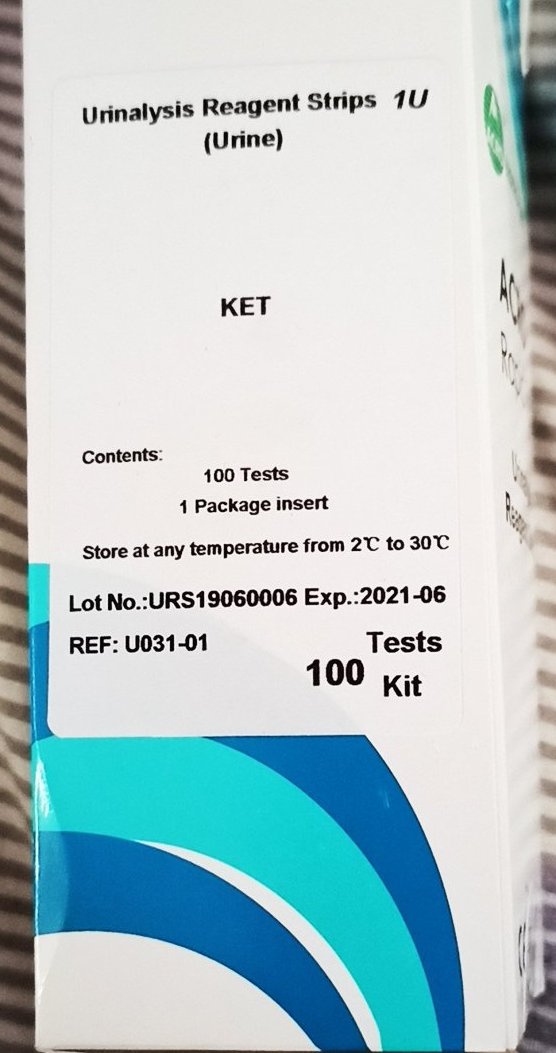 Urinalysis Reagent Strips 1U
(Urine)
KET
Contents:
100 Tests
1 Package insert
Store at any temperature from 2℃ to 30℃
Lot No.:URS19060006 Exp.:2021-06
REF: U031-01
100 Tests
Kit